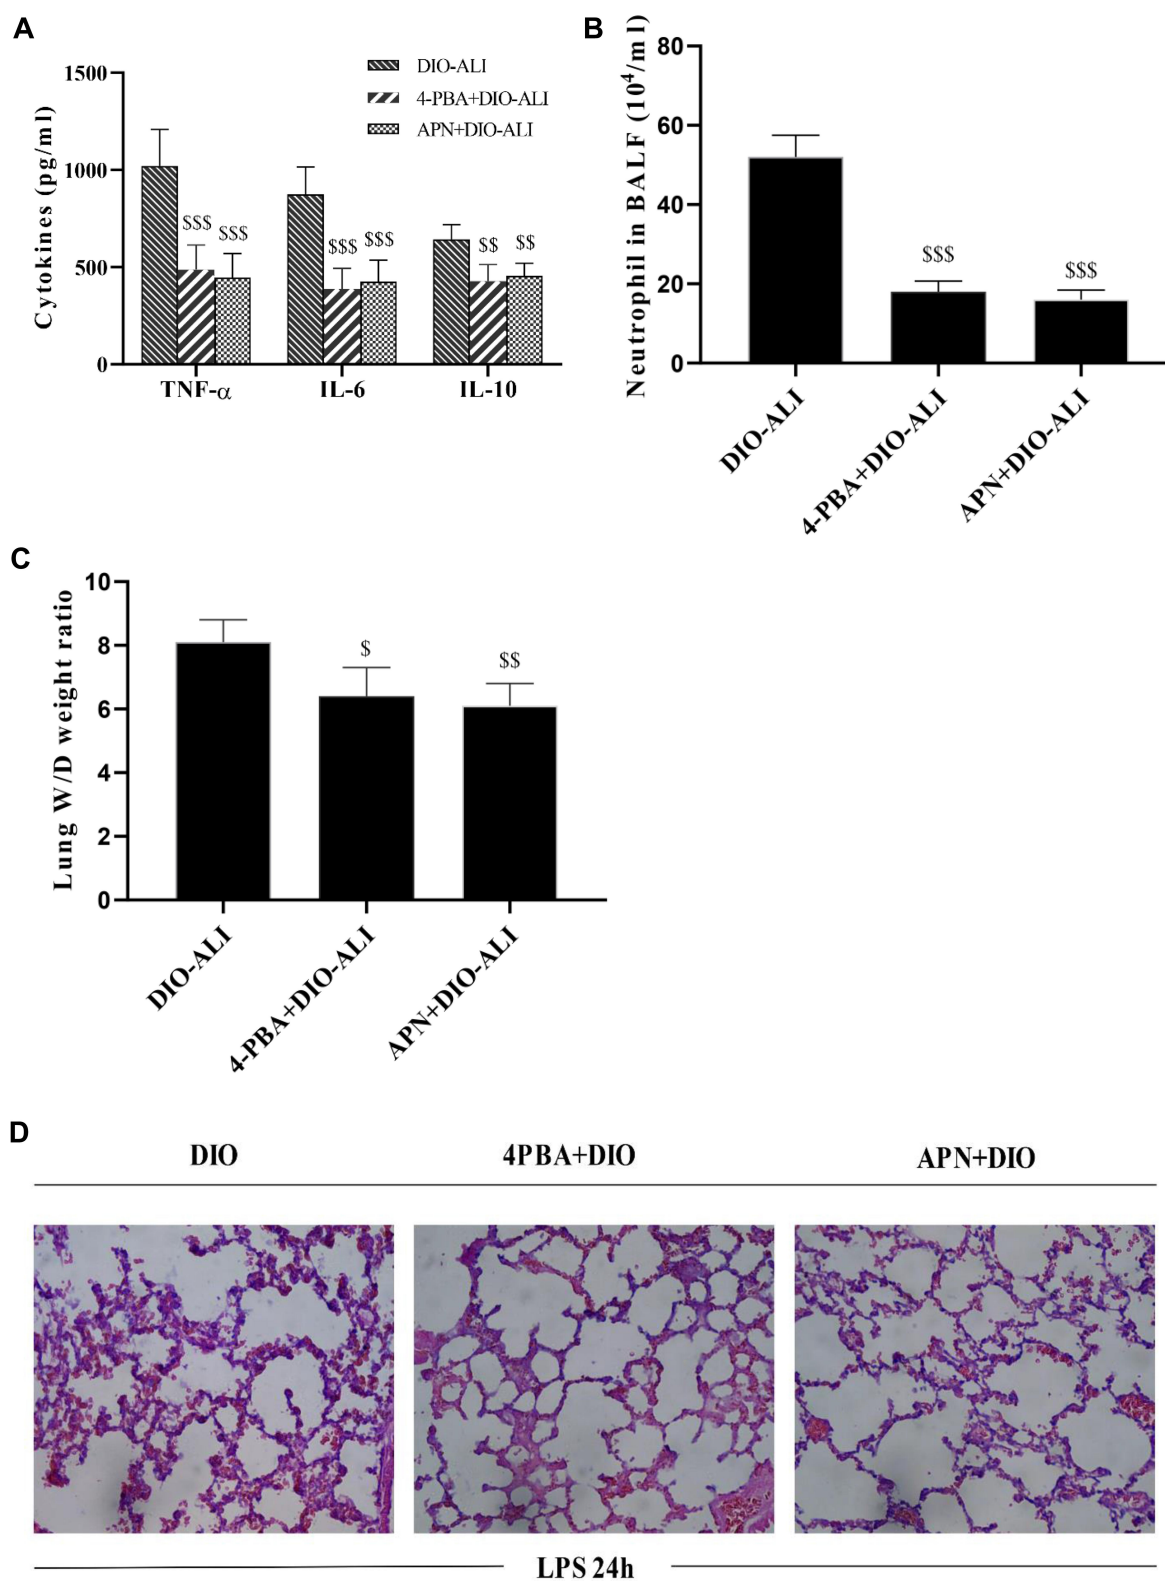 A
1500
1000
500
0
Cytokines (pg/ml)
DIO-ALI
4-PBA+DIO-ALI
APN+DIO-ALI
$$$
$$$
$$$
$$$
$$
$$
TNF-α
IL-6
IL-10
B
80
60
40
20
0
Neutrophil in BALF (10⁴/ml)
$$$
$$$
DIO-ALI
4-PBA+DIO-ALI
APN+DIO-ALI
C
10
8
6
4
2
0
Lung W/D weight ratio
$
$$
DIO-ALI
4-PBA+DIO-ALI
APN+DIO-ALI
D
DIO
4PBA+DIO
APN+DIO
LPS 24h